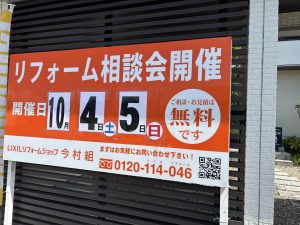 リフォーム相談会開催
開催日 10月 4日土 5日日
ご相談・お見積は
無料
です
LIXILリフォームショップ 今村組
まずはお気軽にお問い合わせ下さい!
0120-114-046